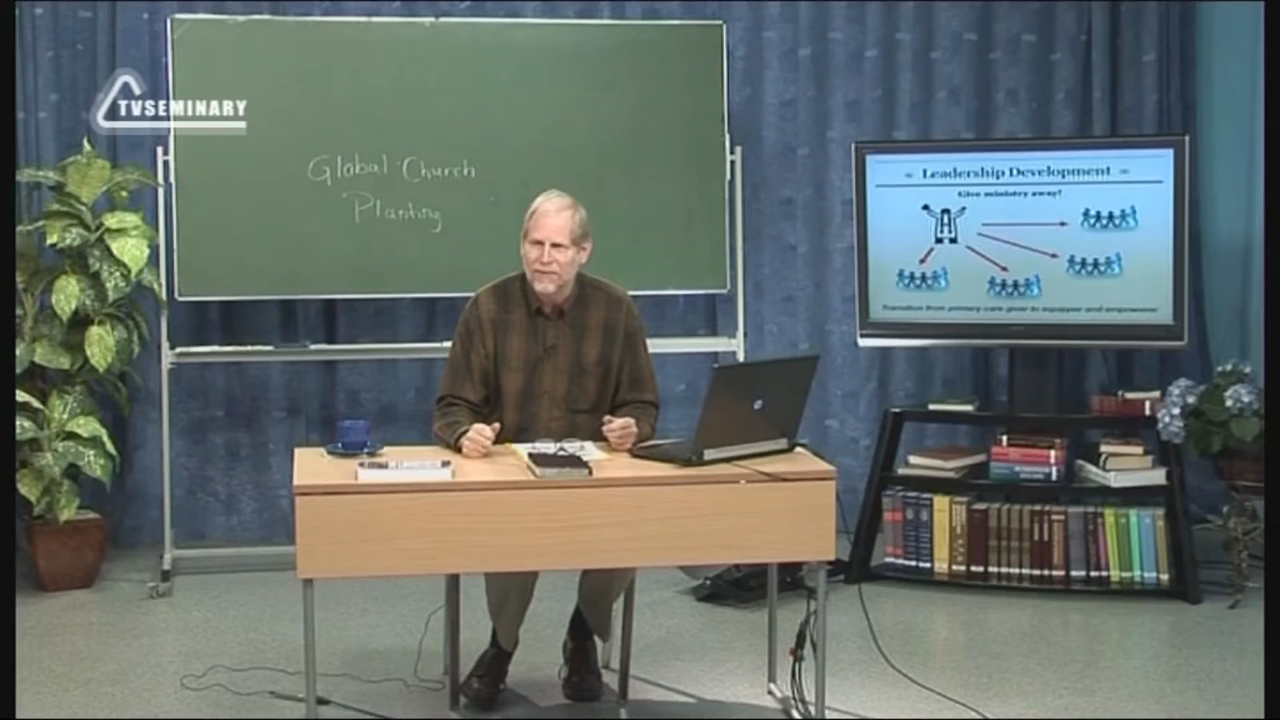 TVSEMINARY
Global Church
Planting
Leadership Development
Give ministry away!
Transition from primary care giver to equipper and empowerer